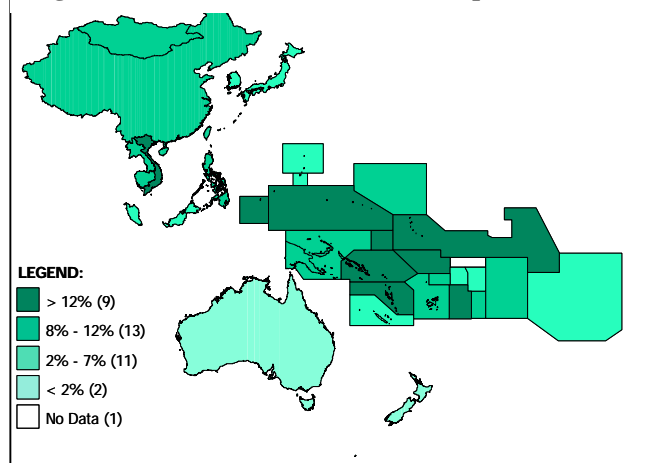 LEGEND:
> 12% (9)
8% - 12% (13)
2% - 7% (11)
< 2% (2)
No Data (1)